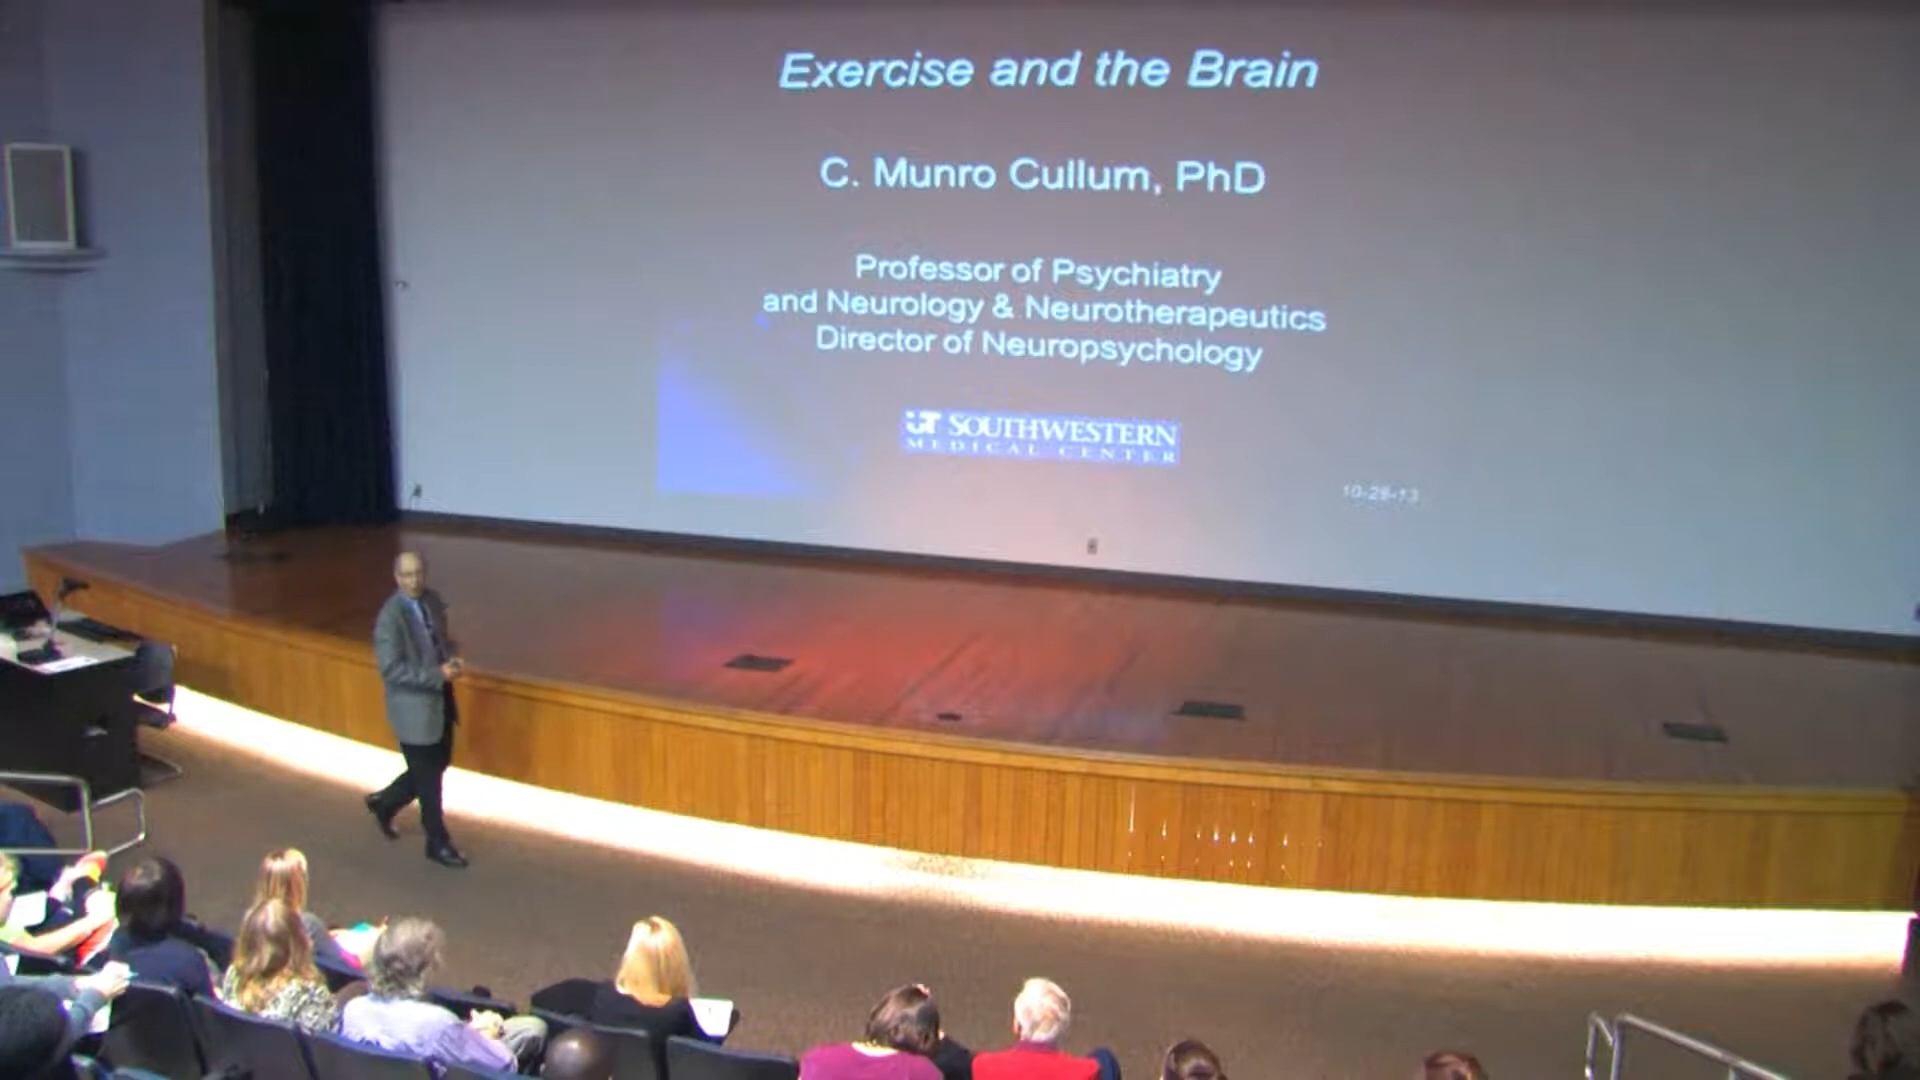 Exercise and the Brain
C. Munro Cullum, PhD
Professor of Psychiatry
and Neurology & Neurotherapeutics
Director of Neuropsychology
UT SOUTHWESTERN
MEDICAL CENTER
10-28-13